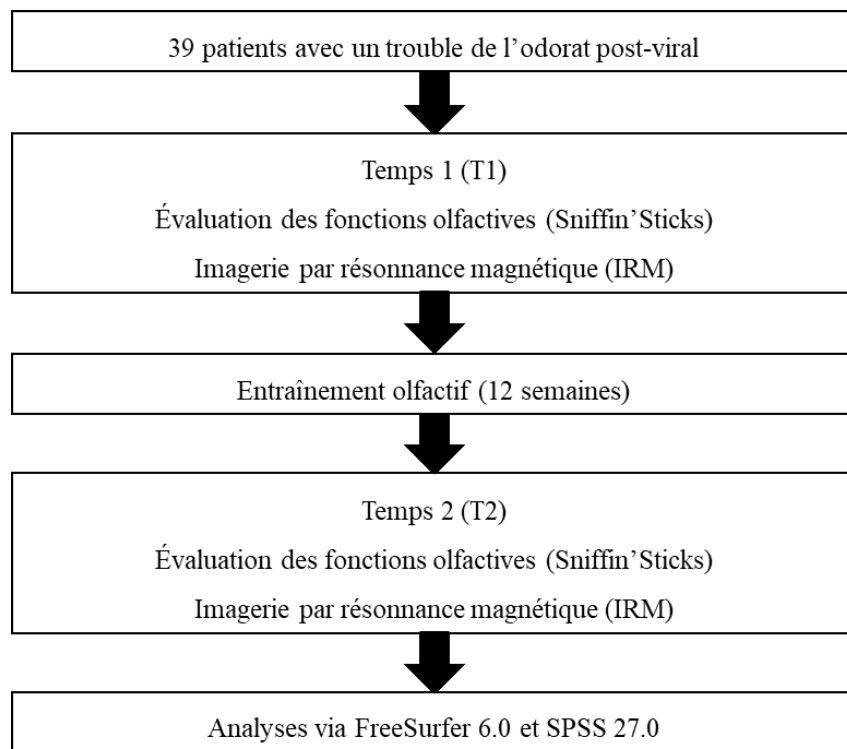 39 patients avec un trouble de l’odorat post-viral
Temps 1 (T1)
Évaluation des fonctions olfactives (Sniffin’Sticks)
Imagerie par résonnance magnétique (IRM)
Entraînement olfactif (12 semaines)
Temps 2 (T2)
Évaluation des fonctions olfactives (Sniffin’Sticks)
Imagerie par résonnance magnétique (IRM)
Analyses via FreeSurfer 6.0 et SPSS 27.0